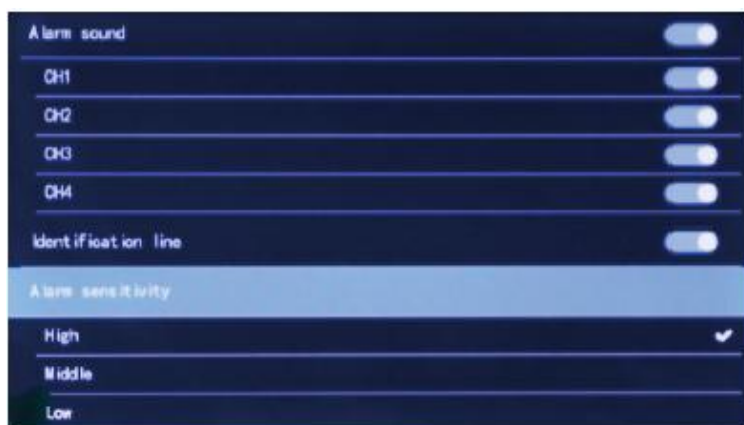 Alarm sound
CH1
CH2
CH3
CH4
Identification line
Alarm sensitivity
High
Middle
Low